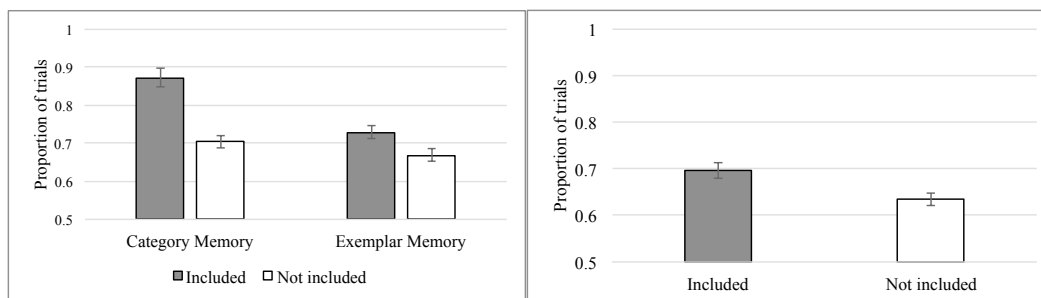 Proportion of trials
1
0.9
0.8
0.7
0.6
0.5
Category Memory Exemplar Memory
Included Not included
Proportion of trials
1
0.9
0.8
0.7
0.6
0.5
Included Not included